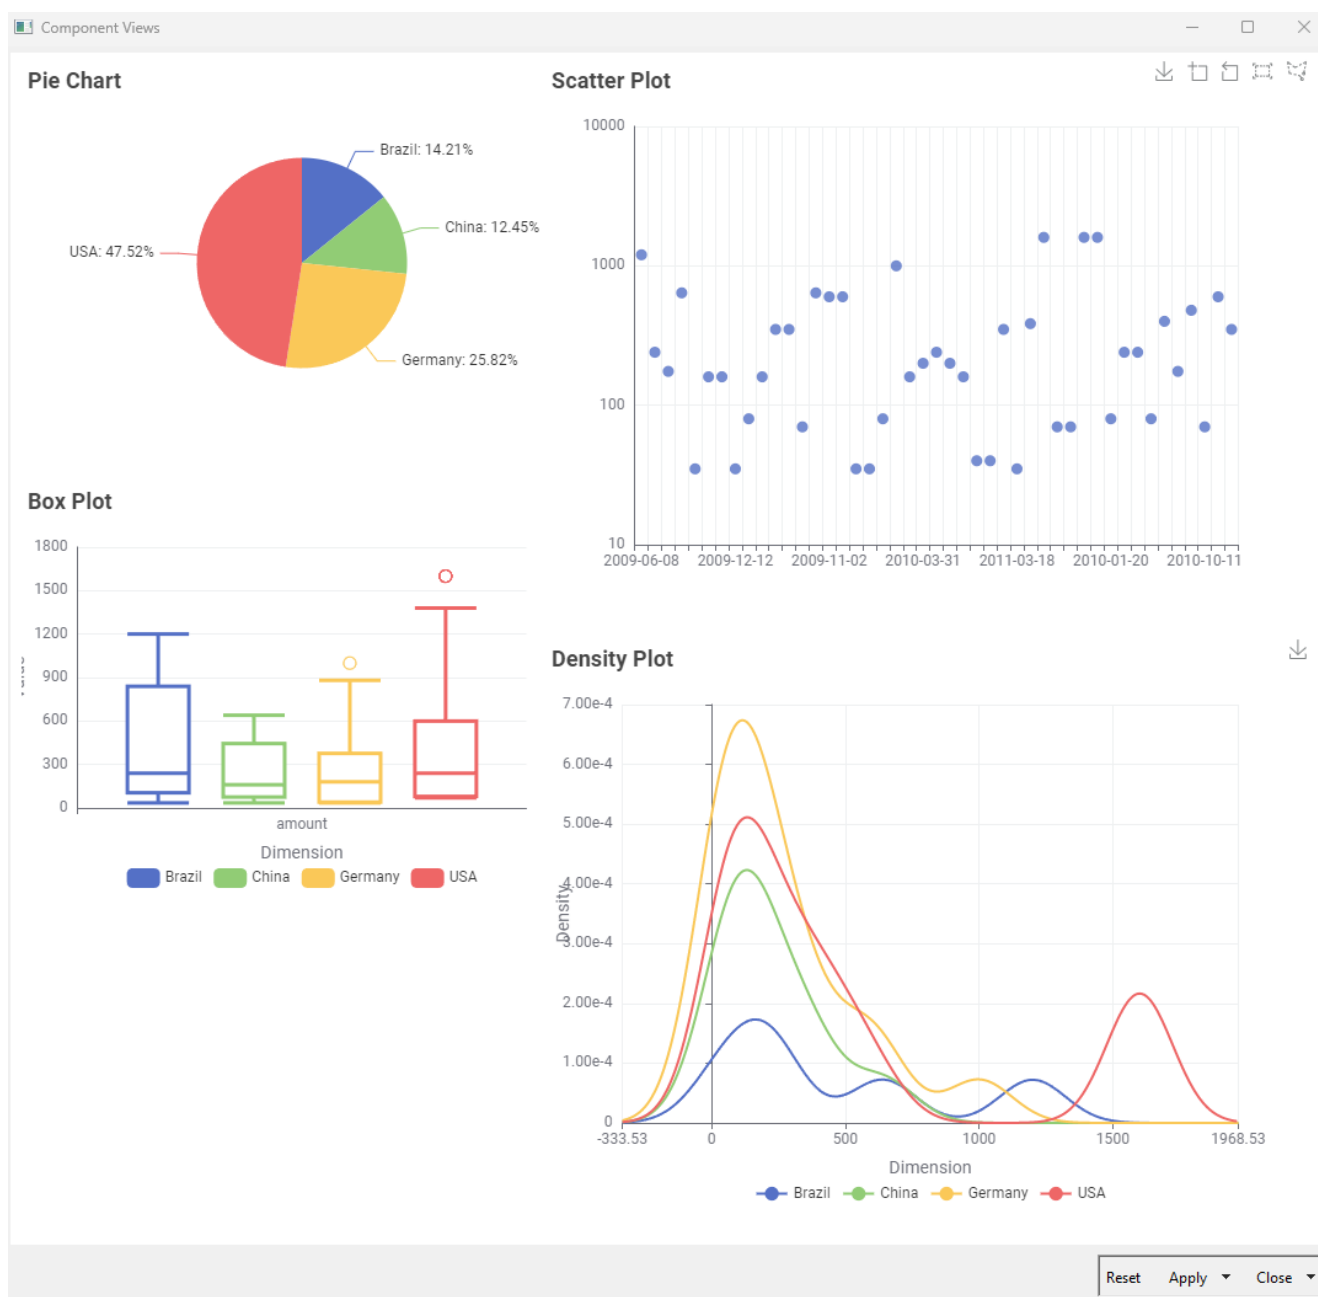 Component Views
Pie Chart
Brazil: 14.21%
China: 12.45%
USA: 47.52%
Germany: 25.82%
Scatter Plot
10000
1000
100
10
2009-06-08 2009-12-12 2009-11-02 2010-03-31 2011-03-18 2010-01-20 2010-10-11
Box Plot
1800
1500
1200
900
600
300
0
amount
Dimension
Brazil China Germany USA
Density Plot
7.00e-4
6.00e-4
5.00e-4
4.00e-4
3.00e-4
2.00e-4
1.00e-4
0
Density
-333.53 0 500 1000 1500 1968.53
Dimension
Brazil China Germany USA
Reset Apply Close